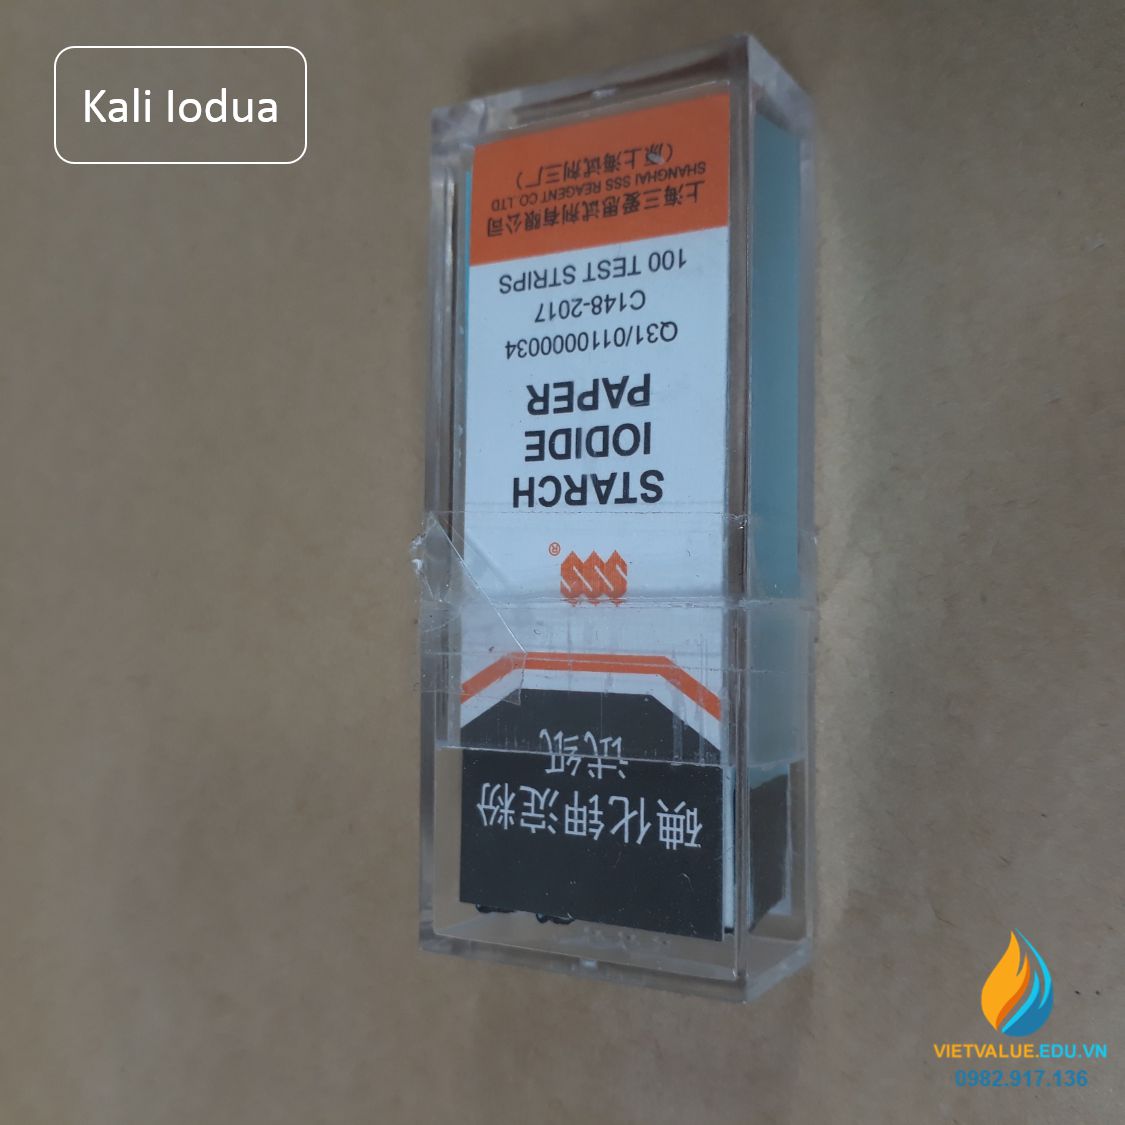 Kali Iodua
碘化钾淀粉
试纸
SSS®
STARCH
IODIDE
PAPER
Q31/0110000034
C148-2017
100 TEST STRIPS
上海三爱思试剂有限公司
SHANGHAI SSS REAGENT CO.LTD
(原上海试剂三厂)
VIETVALUE.EDU.VN
0982.917.136